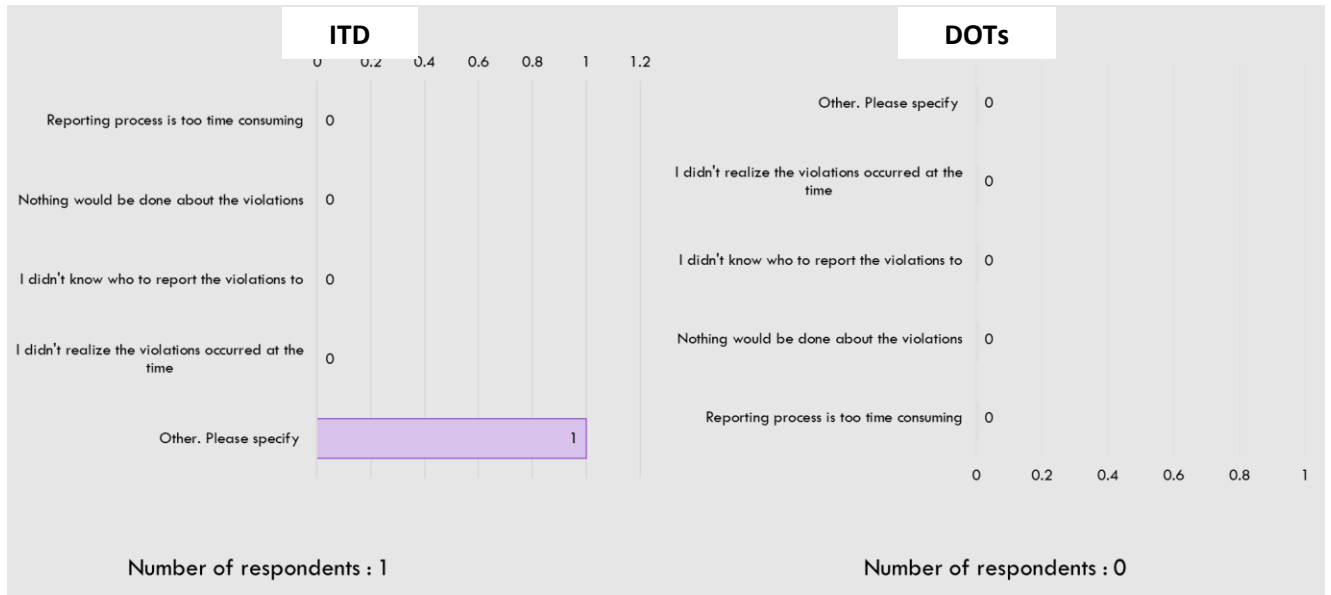 ITD
0 0.2 0.4 0.6 0.8 1 1.2
Reporting process is too time consuming 0
Nothing would be done about the violations 0
I didn't know who to report the violations to 0
I didn't realize the violations occurred at the
time
0
Other. Please specify 1
Number of respondents : 1
DOTs
Other. Please specify 0
I didn't realize the violations occurred at the
time
0
I didn't know who to report the violations to 0
Nothing would be done about the violations 0
Reporting process is too time consuming 0
0 0.2 0.4 0.6 0.8 1
Number of respondents : 0